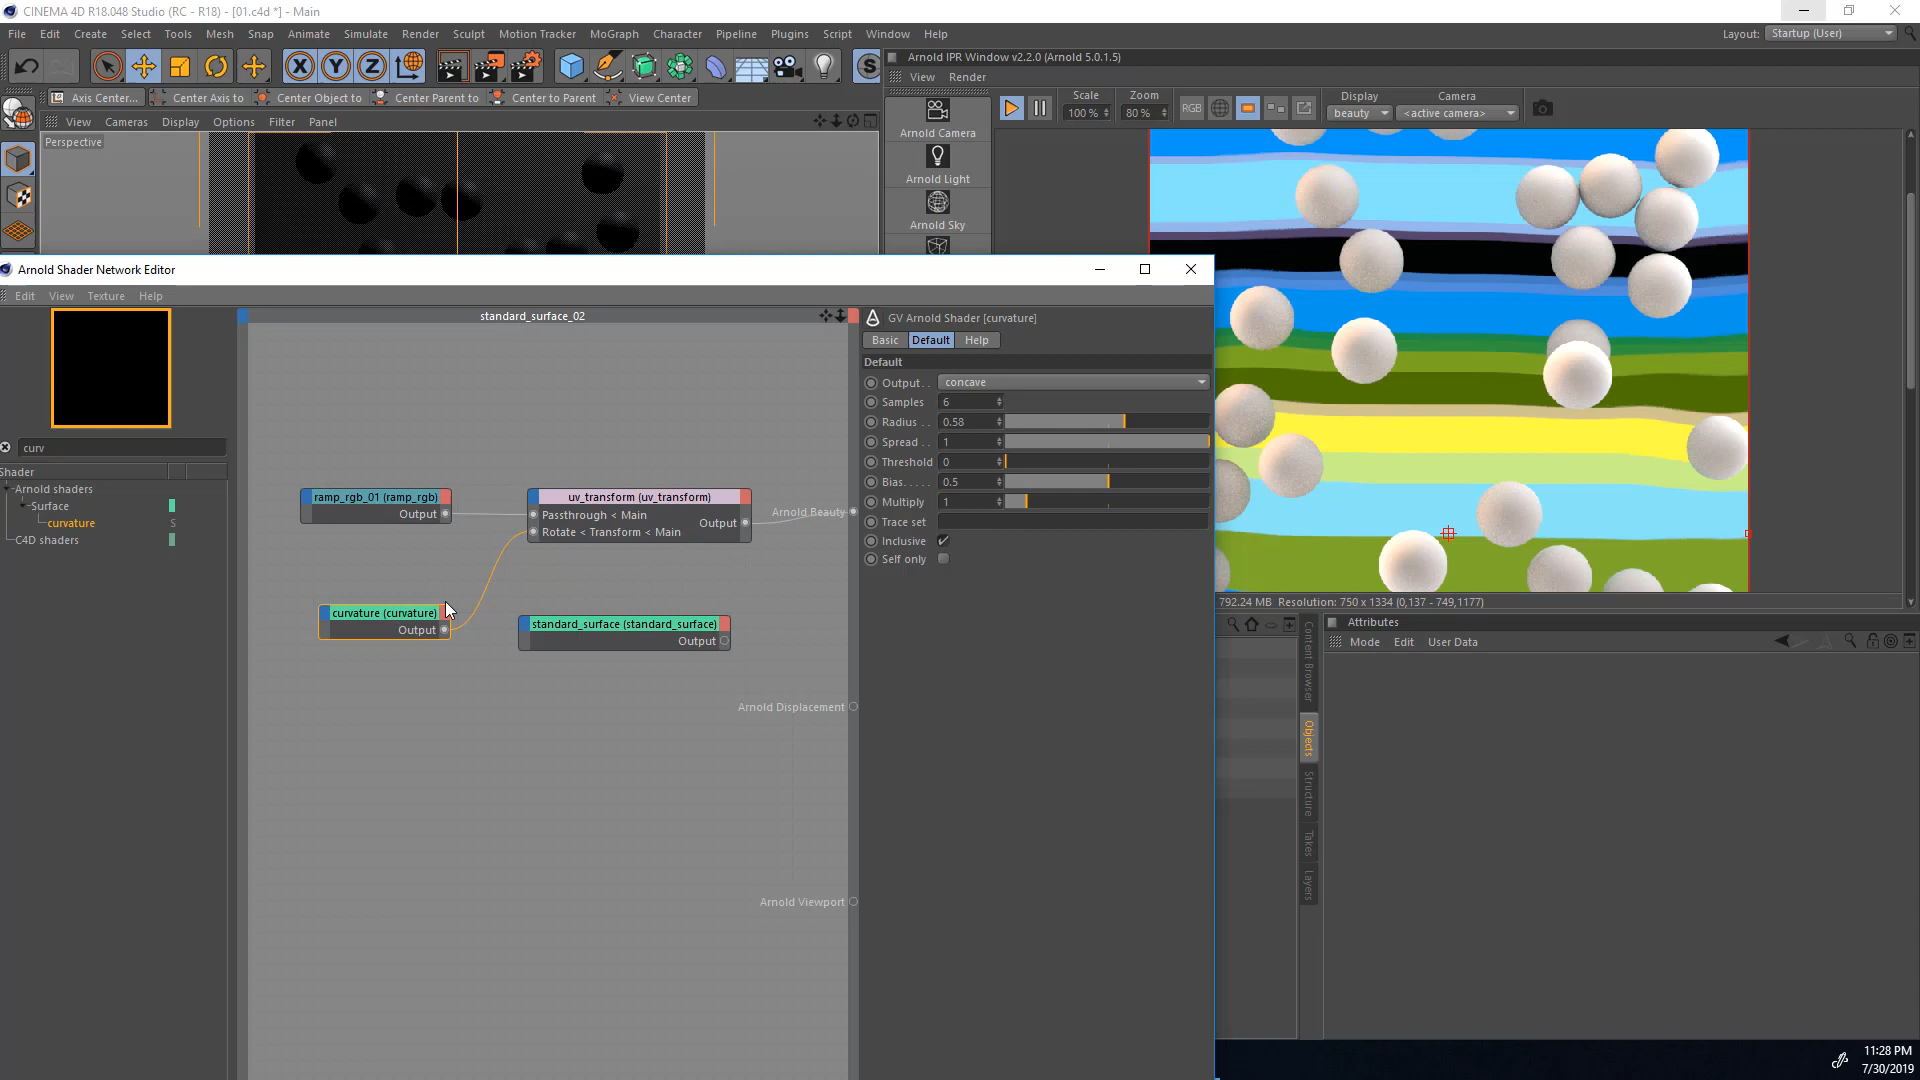 CINEMA 4D R18.048 Studio (RC - R18) - [01.c4d *] - Main
File Edit Create Select Tools Snap Mesh Animate Simulate Render Sculpt Motion Tracker MoGraph Character Pipeline Plugins Script Window Help
Layout: Startup (User)
Axis Center... Center Axis to Center Object to Center Parent to Center to Parent View Center
View Cameras Display Options Filter Panel
Perspective
Arnold IPR Window v2.2.0 (Arnold 5.0.1.5)
View Render
Scale Zoom Display Camera
100 % 80 % RGB beauty <active camera>
Arnold Camera
Arnold Light
Arnold Sky
Arnold Shader Network Editor
Edit View Texture Help
curv
Shader
Arnold shaders
Surface
curvature S
C4D shaders
standard_surface_02
ramp_rgb_01 (ramp_rgb)
Output
uv_transform (uv_transform)
Passthrough < Main
Output
Rotate < Transform < Main
Arnold Beauty
curvature (curvature)
Output
standard_surface (standard_surface)
Output
Arnold Displacement
Arnold Viewport
GV Arnold Shader [curvature]
Basic Default Help
Default
Output . . concave
Samples 6
Radius . . 0.58
Spread . . 1
Threshold 0
Bias. . . . . 0.5
Multiply 1
Trace set
Inclusive
Self only
792.24 MB Resolution: 750 x 1334 (0,137 - 749,1177)
Attributes
Mode Edit User Data
Content Browser
Objects
Structure
Takes
Layers
11:28 PM
7/30/2019